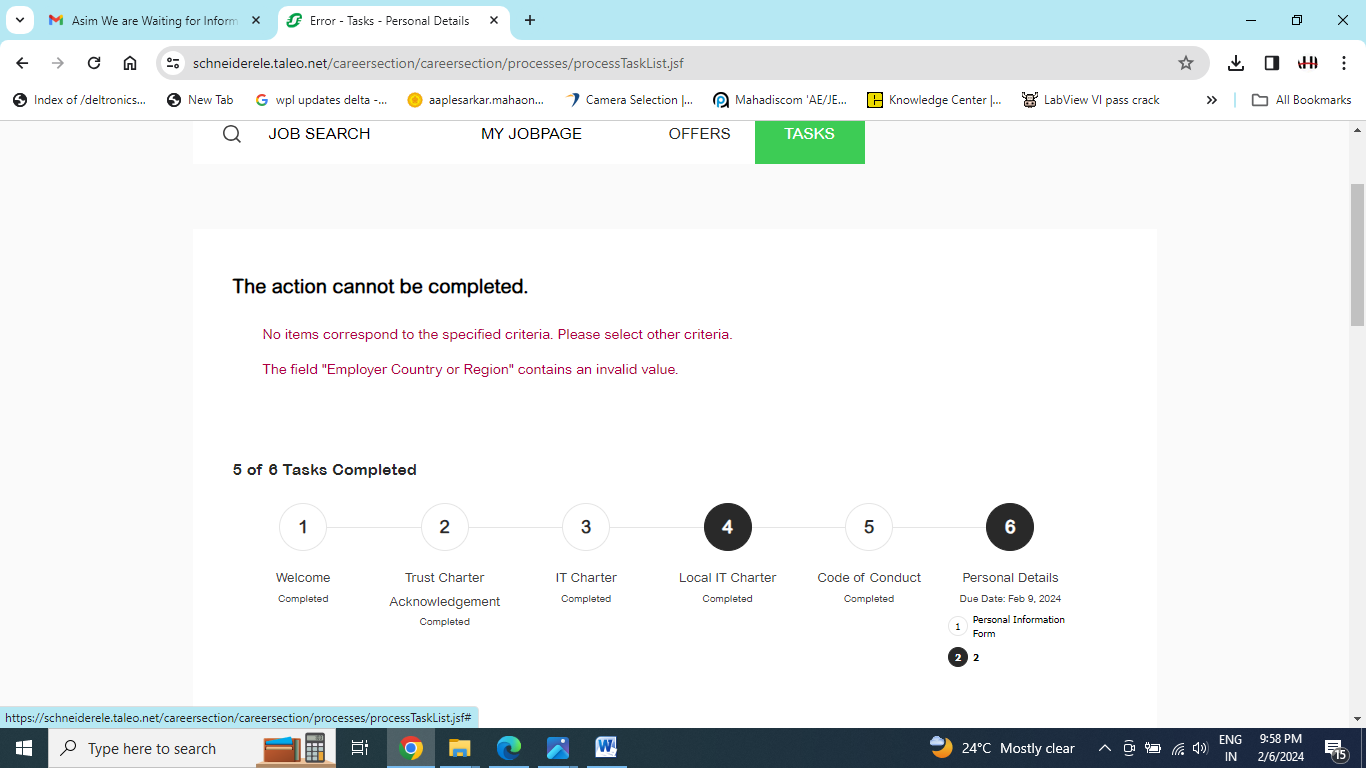 Asim We are Waiting for Inform
Error - Tasks - Personal Details
schneiderele.taleo.net/careersection/careersection/processes/processTaskList.jsf
Index of /deltronics...
New Tab
wpl updates delta -...
aaplesarkar.mahaon...
Camera Selection |...
Mahadiscom 'AE/JE...
Knowledge Center |...
LabView VI pass crack
All Bookmarks
JOB SEARCH
MY JOBPAGE
OFFERS
TASKS
The action cannot be completed.
No items correspond to the specified criteria. Please select other criteria.
The field "Employer Country or Region" contains an invalid value.
5 of 6 Tasks Completed
1
2
3
4
5
6
Welcome
Completed
Trust Charter
Acknowledgement
Completed
IT Charter
Completed
Local IT Charter
Completed
Code of Conduct
Completed
Personal Details
Due Date: Feb 9, 2024
1 Personal Information
Form
2 2
https://schneiderele.taleo.net/careersection/careersection/processes/processTaskList.jsf#
Type here to search
24°C Mostly clear
ENG
IN
9:58 PM
2/6/2024
15